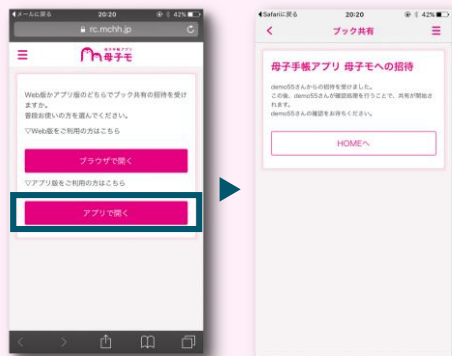 メールに戻る 20:20 42%
rc.mchh.jp
母子手帳アプリ
母子モ
Web版かアプリ版のどちらでブック共有の招待を受け
ますか。
普段お使いの方を選んでください。
▽Web版をご利用の方はこちら
ブラウザで開く
▽アプリ版をご利用の方はこちら
アプリで開く
Safariに戻る 20:20 42%
ブック共有
母子手帳アプリ 母子モへの招待
demo55さんからの招待を受けました。
この後、demo55さんが確認処理を行うことで、共有が開始さ
れます。
demo55さんの確認をお待ちください。
HOMEへ